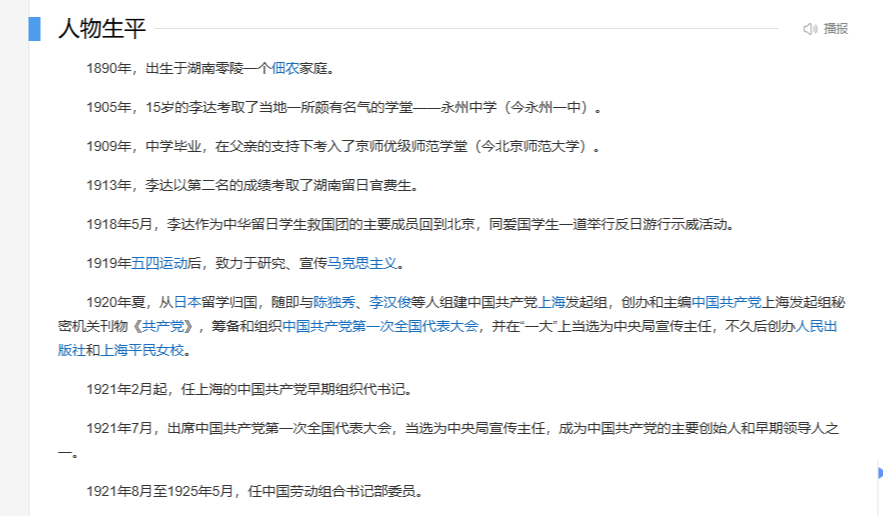 人物生平
播报
1890年，出生于湖南零陵一个佃农家庭。
1905年，15岁的李达考取了当地一所颇有名气的学堂——永州中学（今永州一中）。
1909年，中学毕业，在父亲的支持下考入了京师优级师范学堂（今北京师范大学）。
1913年，李达以第二名的成绩考取了湖南留日官费生。
1918年5月，李达作为中华留日学生救国团的主要成员回到北京，同爱国学生一道举行反日游行示威活动。
1919年五四运动后，致力于研究、宣传马克思主义。
1920年夏，从日本留学归国，随即与陈独秀、李汉俊等人组建中国共产党上海发起组，创办和主编中国共产党上海发起组秘
密机关刊物《共产党》，筹备和组织中国共产党第一次全国代表大会，并在“一大”上当选为中央局宣传主任，不久后创办人民出
版社和上海平民女校。
1921年2月起，任上海的中国共产党早期组织代书记。
1921年7月，出席中国共产党第一次全国代表大会，当选为中央局宣传主任，成为中国共产党的主要创始人和早期领导人之
一。
1921年8月至1925年5月，任中国劳动组合书记部委员。